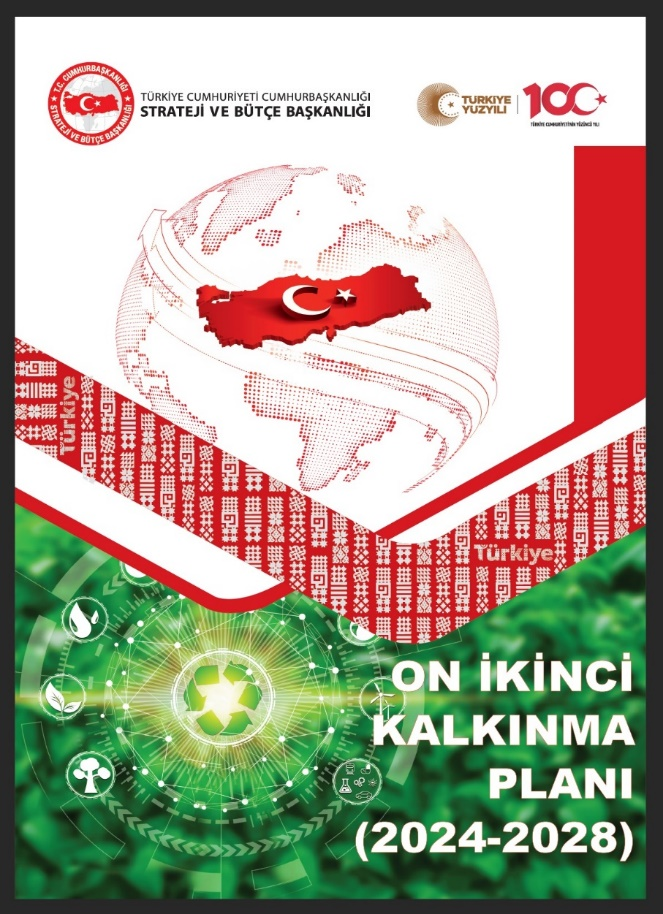 T.C. CUMHURBAŞKANLIĞI
STRATEJİ VE BÜTÇE BAŞKANLIĞI
TÜRKİYE CUMHURİYETİ CUMHURBAŞKANLIĞI
STRATEJİ VE BÜTÇE BAŞKANLIĞI
TÜRKİYE
YÜZYILI
100
TÜRKİYE CUMHURİYETİ'NİN YÜZÜNCÜ YILI
Türkiye
Türkiye
ON İKİNCİ
KALKINMA
PLANI
(2024-2028)